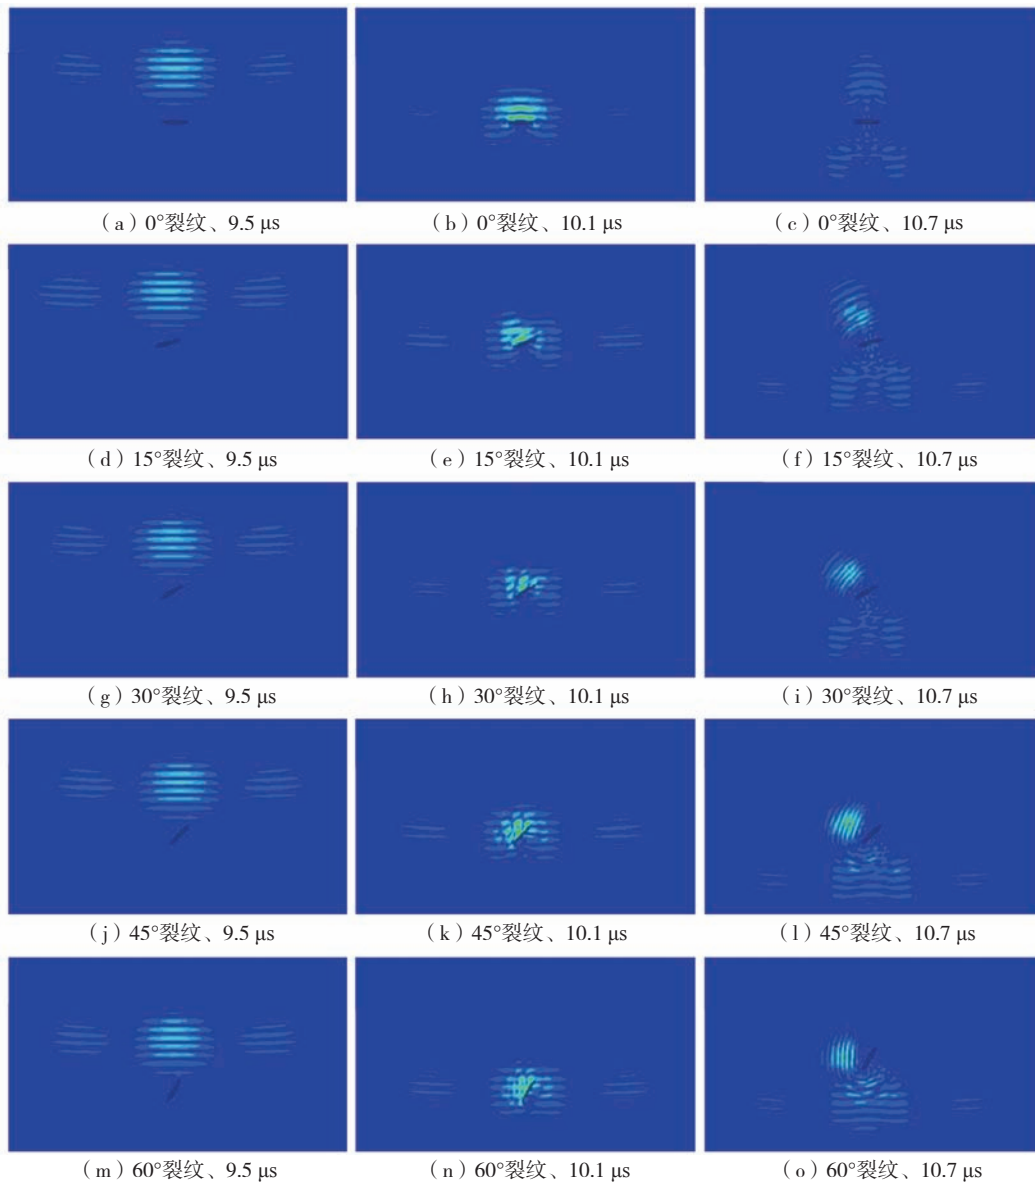 （a）0°裂纹、9.5 μs （b）0°裂纹、10.1 μs （c）0°裂纹、10.7 μs
（d）15°裂纹、9.5 μs （e）15°裂纹、10.1 μs （f）15°裂纹、10.7 μs
（g）30°裂纹、9.5 μs （h）30°裂纹、10.1 μs （i）30°裂纹、10.7 μs
（j）45°裂纹、9.5 μs （k）45°裂纹、10.1 μs （l）45°裂纹、10.7 μs
（m）60°裂纹、9.5 μs （n）60°裂纹、10.1 μs （o）60°裂纹、10.7 μs